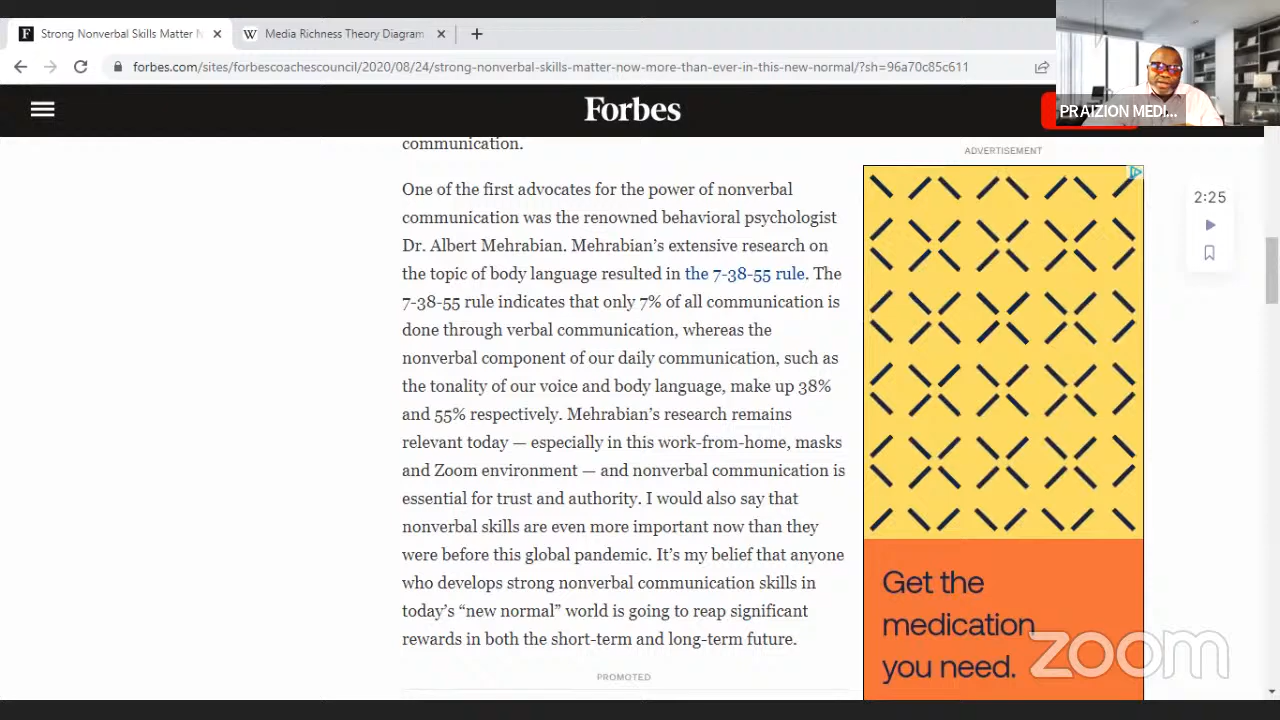 Strong Nonverbal Skills Matter N
Media Richness Theory Diagram
forbes.com/sites/forbescoachescouncil/2020/08/24/strong-nonverbal-skills-matter-now-more-than-ever-in-this-new-normal/?sh=96a70c85c611
PRAIZION MEDI...
Forbes
communication.
One of the first advocates for the power of nonverbal
communication was the renowned behavioral psychologist
Dr. Albert Mehrabian. Mehrabian’s extensive research on
the topic of body language resulted in the 7-38-55 rule. The
7-38-55 rule indicates that only 7% of all communication is
done through verbal communication, whereas the
nonverbal component of our daily communication, such as
the tonality of our voice and body language, make up 38%
and 55% respectively. Mehrabian’s research remains
relevant today — especially in this work-from-home, masks
and Zoom environment — and nonverbal communication is
essential for trust and authority. I would also say that
nonverbal skills are even more important now than they
were before this global pandemic. It’s my belief that anyone
who develops strong nonverbal communication skills in
today’s “new normal” world is going to reap significant
rewards in both the short-term and long-term future.
PROMOTED
ADVERTISEMENT
Get the
medication
you need.
2:25
zoom